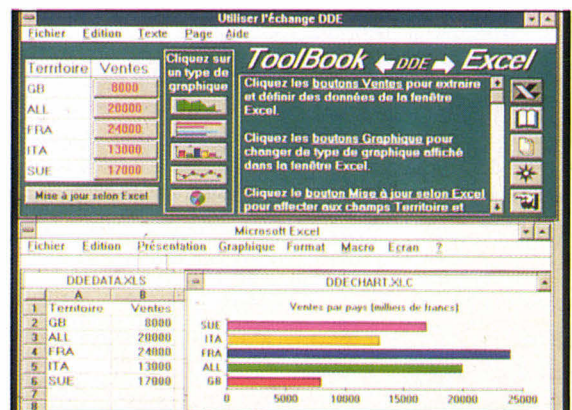 Utiliser l'échange DDE
Fichier Edition Texte Page Aide
Territoire Ventes
GB 8000
ALL 20000
FRA 24000
ITA 13000
SUE 17000
Mise à jour selon Excel
Cliquez sur
un type de
graphique
ToolBook DDE Excel
Cliquez les boutons Ventes pour extraire
et définir des données de la fenêtre
Excel.
Cliquez les boutons Graphique pour
changer de type de graphique affiché
dans la fenêtre Excel.
Cliquez le bouton Mise à jour selon Excel
pour affecter aux champs Territoire et
Microsoft Excel
Fichier Edition Présentation Graphique Format Macro Ecran ?
DDEDATA.XLS
A B
1 Territoire Ventes
2 GB 8000
3 ALL 20000
4 FRA 24000
5 ITA 13000
6 SUE 17000
7
8
DDECHART.XLC
Ventes par pays (milliers de francs)
SUE
ITA
FRA
ALL
GB
0 5000 10000 15000 20000 25000